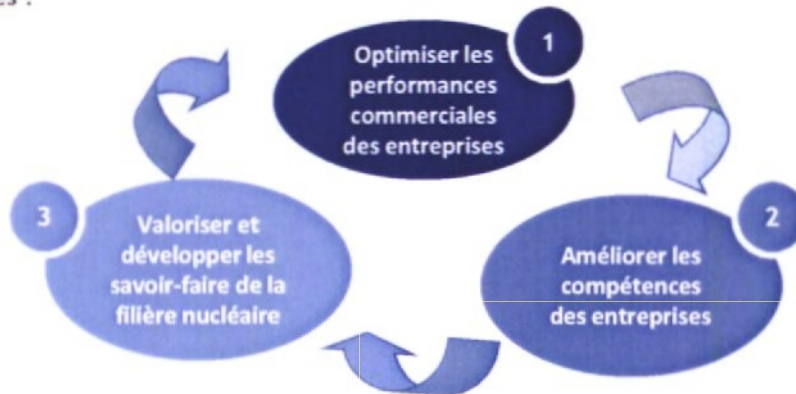 1
Optimiser les
performances
commerciales
des entreprises
2
Améliorer les
compétences
des entreprises
3
Valoriser et
développer les
savoir-faire de la
filière nucléaire